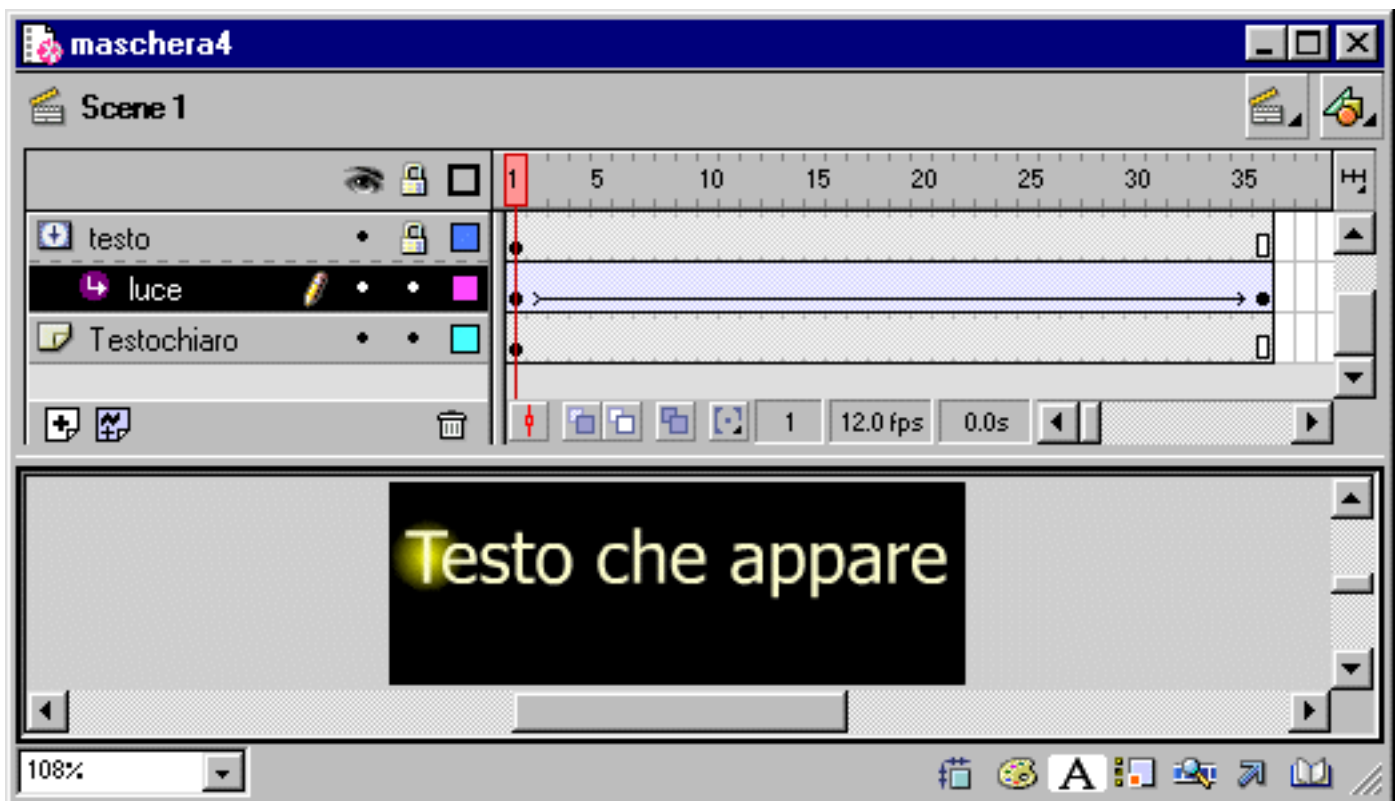 maschera4
Scene 1
1 5 10 15 20 25 30 35
testo
luce
Testochiaro
1 12.0 fps 0.0s
Testo che appare
108%
A